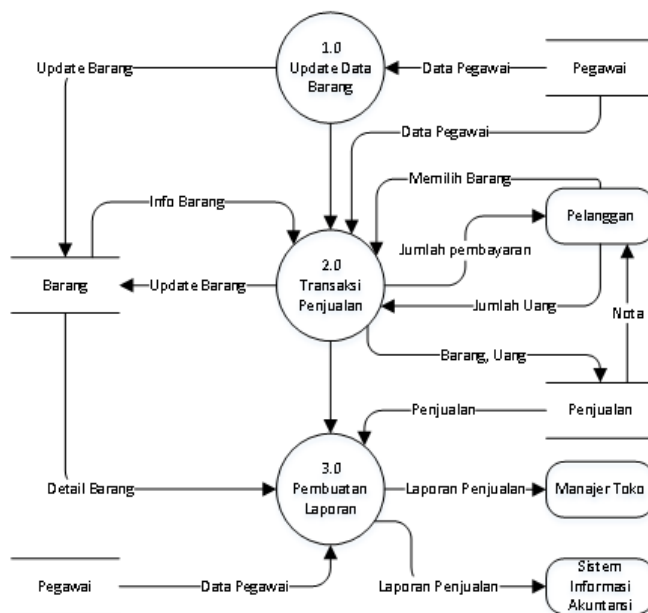 1.0
Update Data
Barang
Update Barang
Data Pegawai
Pegawai
Data Pegawai
Memilih Barang
Info Barang
Pelanggan
Jumlah pembayaran
2.0
Transaksi
Penjualan
Barang
Update Barang
Jumlah Uang
Nota
Barang, Uang
Penjualan
Penjualan
3.0
Pembuatan
Laporan
Detail Barang
Laporan Penjualan
Manajer Toko
Pegawai
Data Pegawai
Laporan Penjualan
Sistem
Informasi
Akuntansi